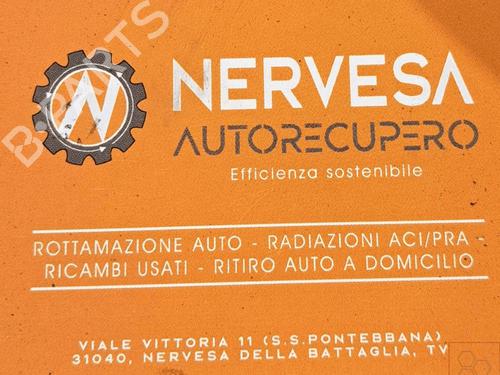 B-PARTS
N
NERVESA
AUTORECUPERO
Efficienza sostenibile
ROTTAMAZIONE AUTO - RADIAZIONI ACI/PRA -
RICAMBI USATI - RITIRO AUTO A DOMICILIO
VIALE VITTORIA 11 (S.S.PONTEBBANA)
31040, NERVESA DELLA BATTAGLIA, TV